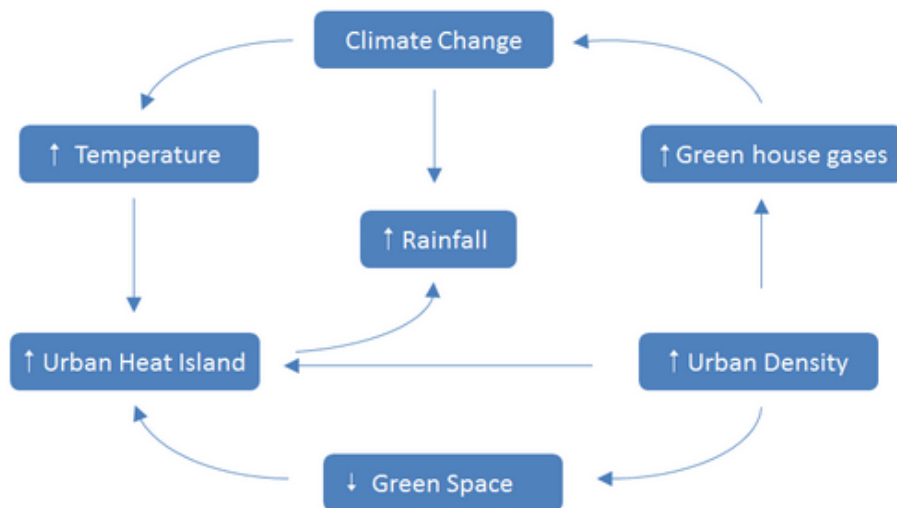 Climate Change
↑ Temperature
↑ Green house gases
↑ Rainfall
↑ Urban Heat Island
↑ Urban Density
↓ Green Space